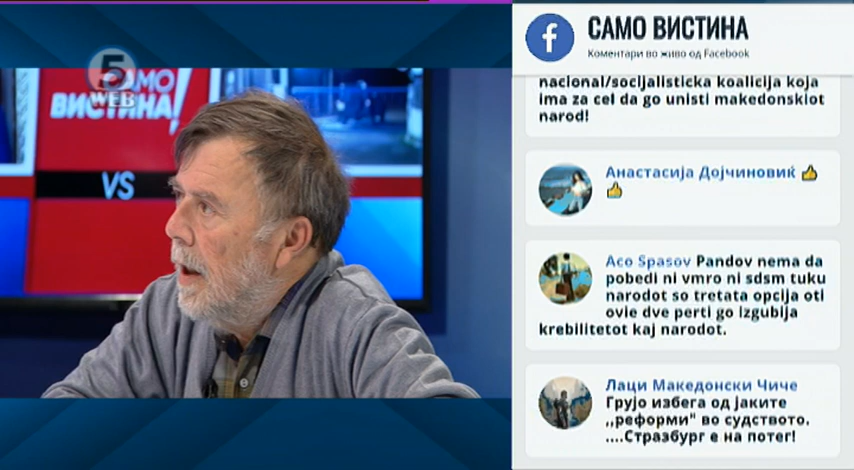 5
WEB
САМО
ВИСТИНА!
VS
f
САМО ВИСТИНА
Коментари во живо од Facebook
nacional/socijalisticka koalicija koja
ima za cel da go unisti makedonskiot
narod!
Анастасија Дојчиновиќ 👍
👍
Aco Spasov Pandov nema da
pobedi ni vmro ni sdsm tuku
narodot so tretata opcija oti
ovie dve perti go izgubija
krebilitetot kaj narodot.
Лаци Македонски Чиче
Грујо избега од јаките
,,реформи" во судството.
....Стразбург е на потег!